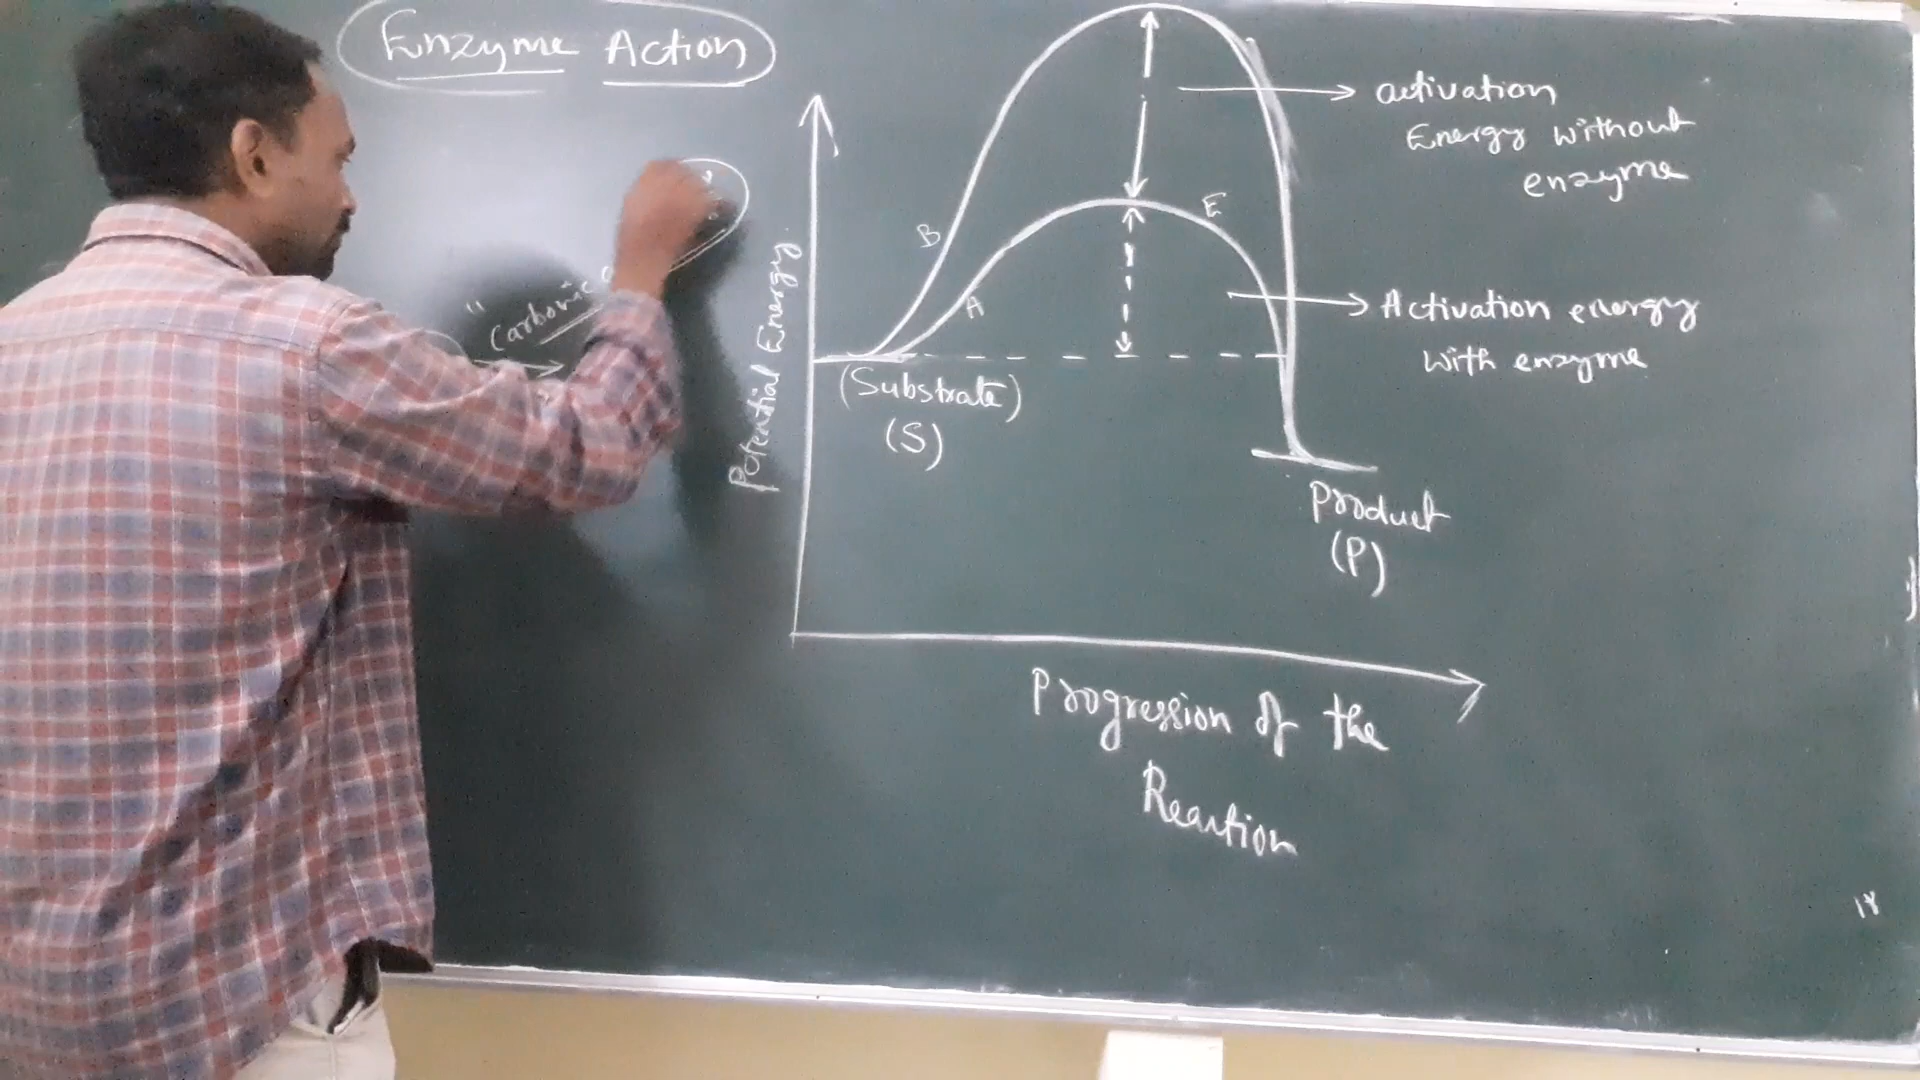 Enzyme Action
"Carbonic
Potential Energy
B
A
E
activation
Energy without
enzyme
Activation energy
with enzyme
(Substrate)
(S)
Product
(P)
Progression of the
Reaction